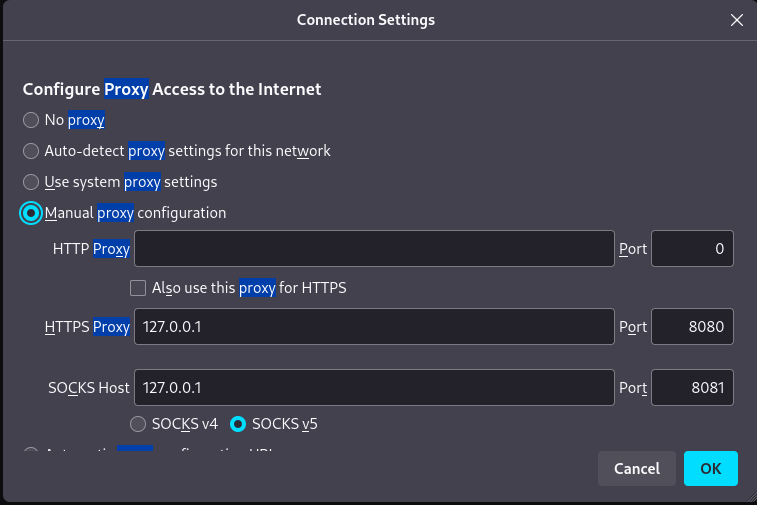 Connection Settings
Configure Proxy Access to the Internet
No proxy
Auto-detect proxy settings for this network
Use system proxy settings
Manual proxy configuration
HTTP Proxy Port 0
Also use this proxy for HTTPS
HTTPS Proxy 127.0.0.1 Port 8080
SOCKS Host 127.0.0.1 Port 8081
SOCKS v4 SOCKS v5
Cancel OK